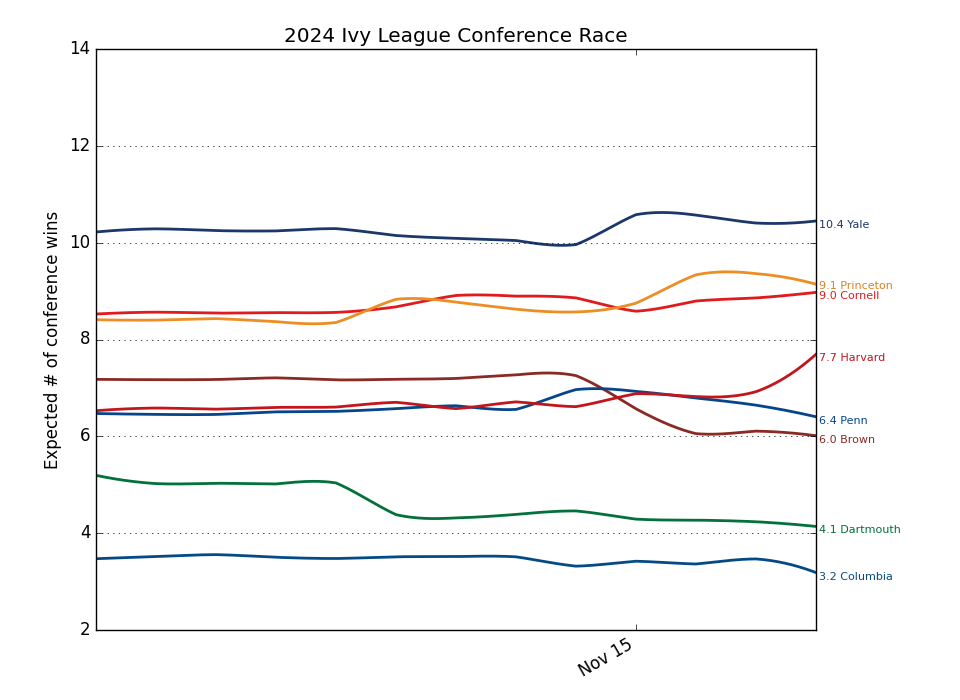 2024 Ivy League Conference Race
14
12
10
8
6
4
2
Expected # of conference wins
10.4 Yale
9.1 Princeton
9.0 Cornell
7.7 Harvard
6.4 Penn
6.0 Brown
4.1 Dartmouth
3.2 Columbia
Nov 15